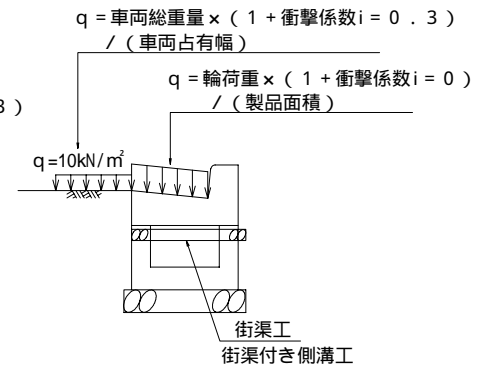 q＝車両総重量×（1＋衝撃係数i＝0．3）
／（車両占有幅）
q＝輪荷重×（1＋衝撃係数i＝0）
／（製品面積）
3）
q=10kN/m²
街渠工
街渠付き側溝工